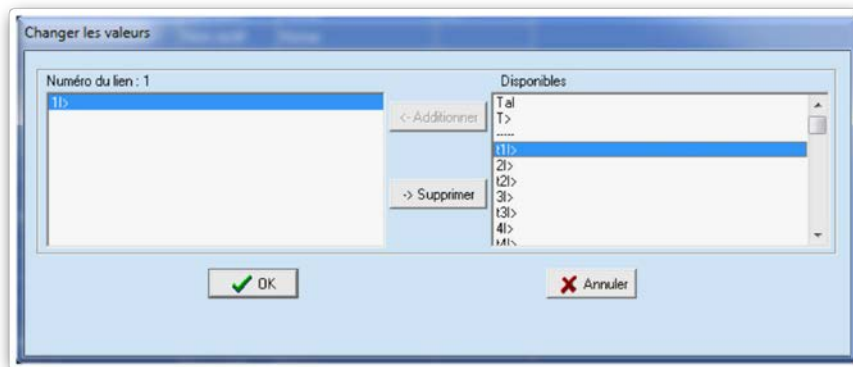 Changer les valeurs
Numéro du lien : 1
Disponibles
1I>
<- Additionner
-> Supprimer
Tal
T>
-----
t1I>
2I>
t2I>
3I>
t3I>
4I>
t4I>
OK
Annuler